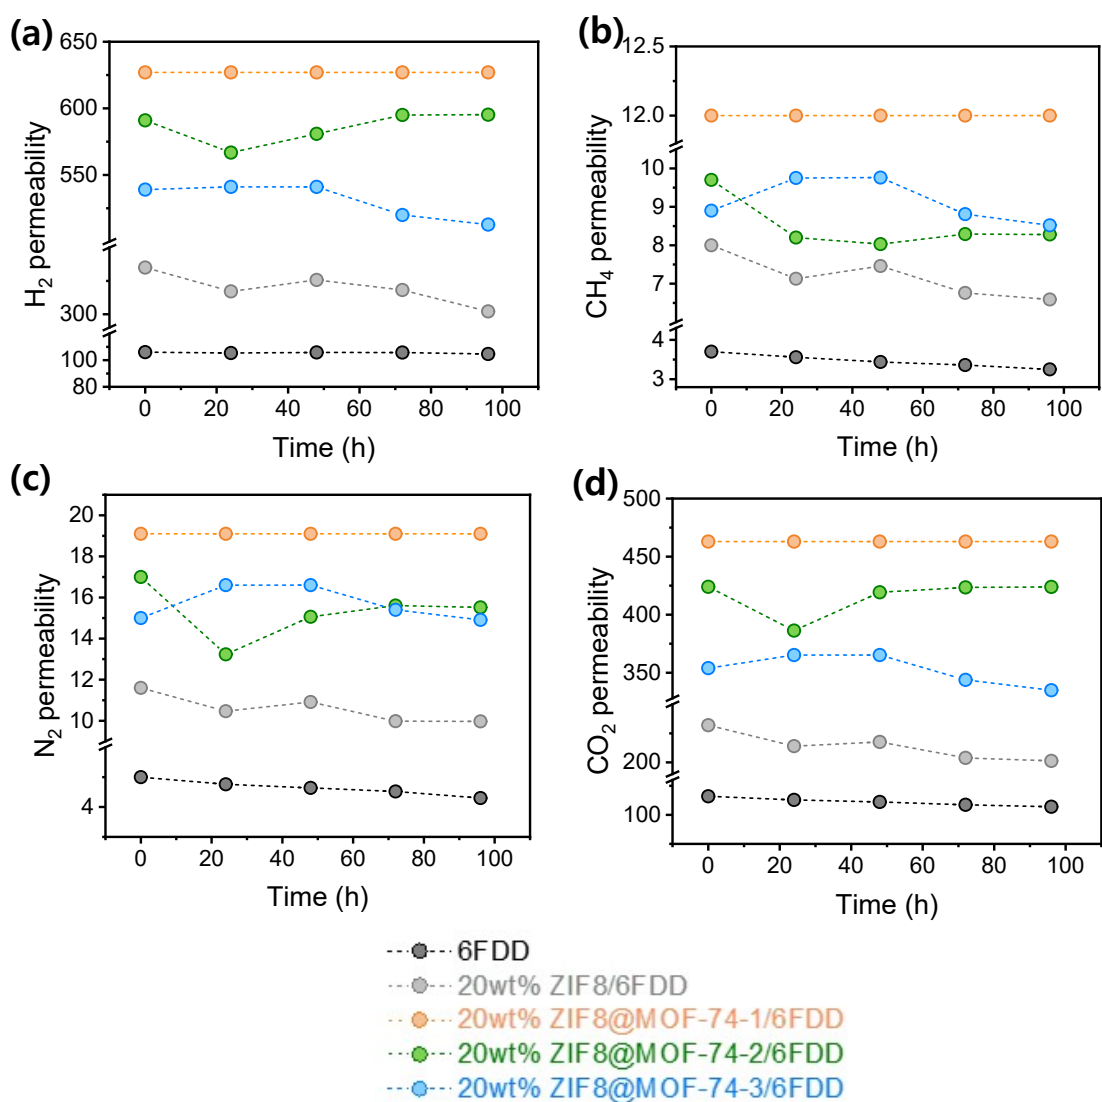 (a)
650
600
550
300
100
80
H2 permeability
0 20 40 60 80 100
Time (h)
(b)
12.5
12.0
10
9
8
7
4
3
CH4 permeability
0 20 40 60 80 100
Time (h)
(c)
20
18
16
14
12
10
4
N2 permeability
0 20 40 60 80 100
Time (h)
(d)
500
450
400
350
200
100
CO2 permeability
0 20 40 60 80 100
Time (h)
6FDD
20wt% ZIF8/6FDD
20wt% ZIF8@MOF-74-1/6FDD
20wt% ZIF8@MOF-74-2/6FDD
20wt% ZIF8@MOF-74-3/6FDD